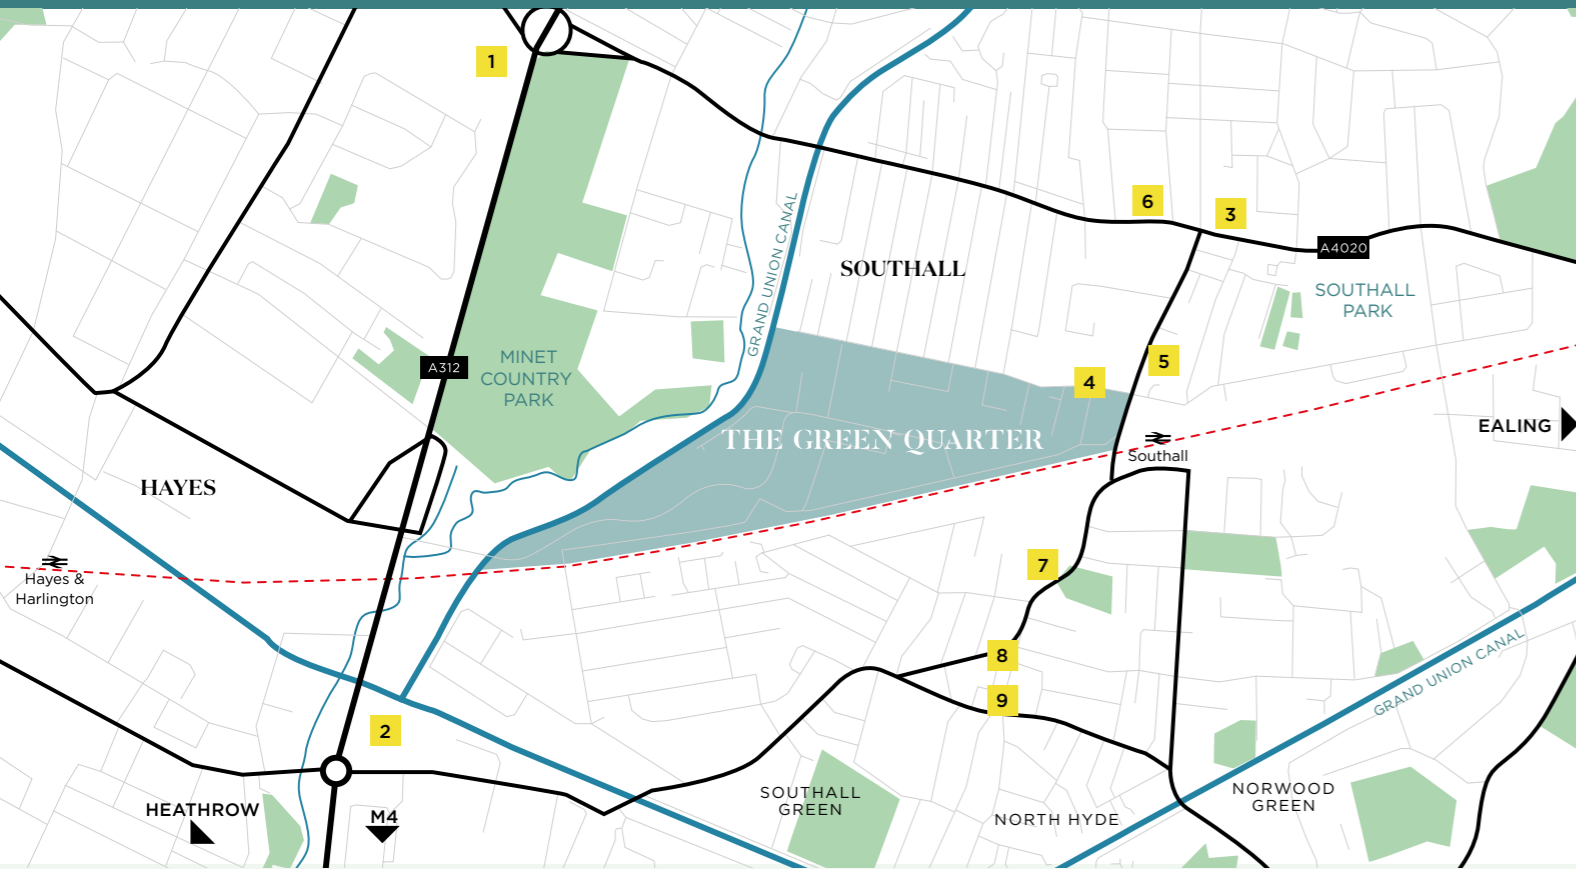 1
6
3
A4020
GRAND UNION CANAL
SOUTHALL
SOUTHALL
PARK
A312
MINET
COUNTRY
PARK
5
4
EALING
THE GREEN QUARTER
Southall
HAYES
Hayes &
Harlington
7
8
GRAND UNION CANAL
9
2
HEATHROW
M4
SOUTHALL
GREEN
NORTH HYDE
NORWOOD
GREEN